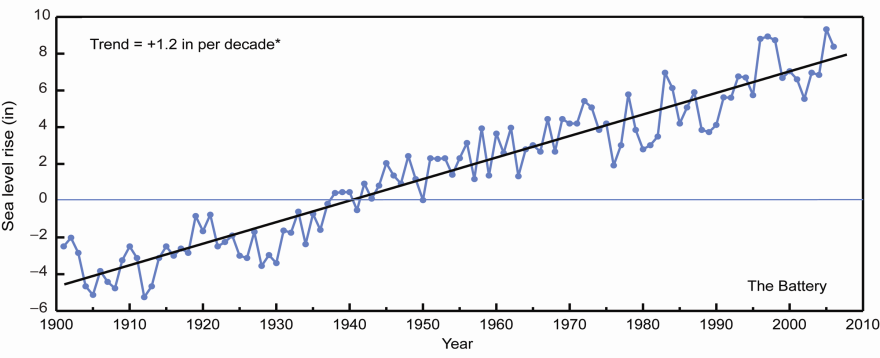 10
Trend = +1.2 in per decade*
8
6
4
2
0
–2
–4
–6
Sea level rise (in)
The Battery
1900 1910 1920 1930 1940 1950 1960 1970 1980 1990 2000 2010
Year